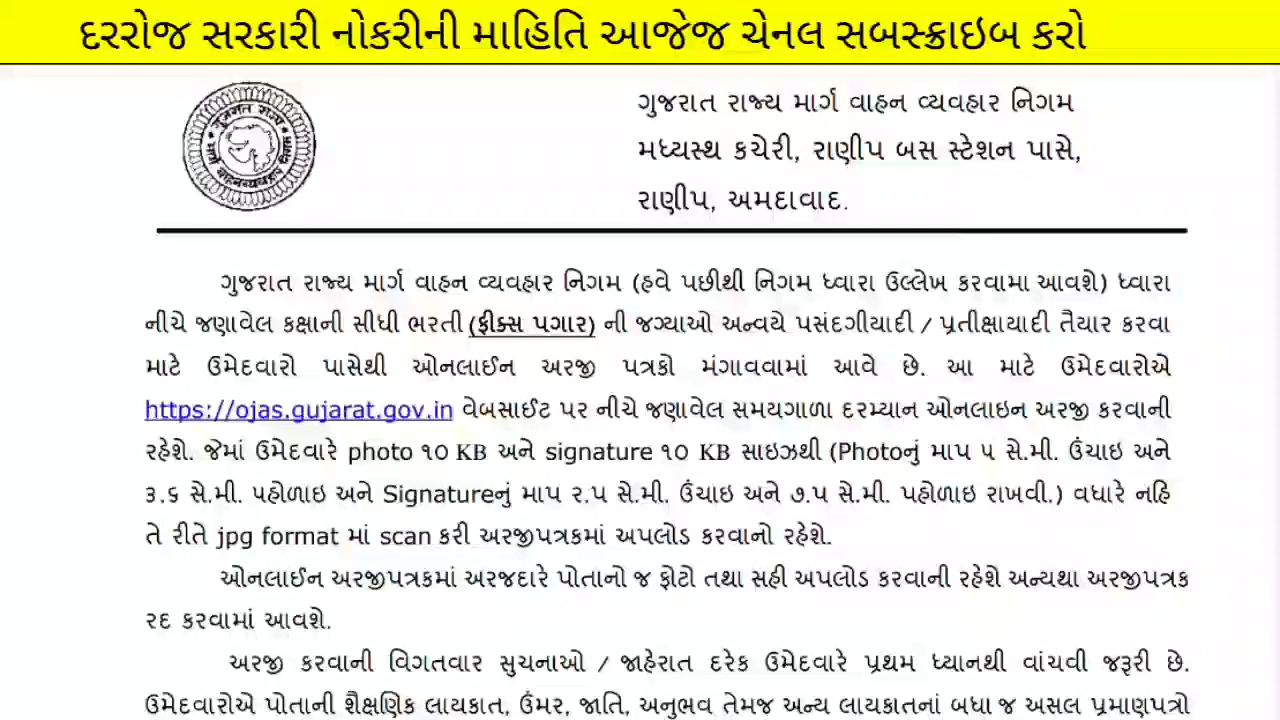 દરરોજ સરકારી નોકરીની માહિતિ આજેજ ચેનલ સબસ્ક્રાઇબ કરો
ગુજરાત રાજ્ય માર્ગ વાહન વ્યવહાર નિગમ
મધ્યસ્થ કચેરી, રાણીપ બસ સ્ટેશન પાસે,
રાણીપ, અમદાવાદ.
ગુજરાત રાજ્ય માર્ગ વાહન વ્યવહાર નિગમ (હવે પછીથી નિગમ ધ્વારા ઉલ્લેખ કરવામા આવશે) ધ્વારા
નીચે જણાવેલ કક્ષાની સીધી ભરતી (ફીક્સ પગાર) ની જગ્યાઓ અન્વયે પસંદગીયાદી / પ્રતીક્ષાયાદી તૈયાર કરવા
માટે ઉમેદવારો પાસેથી ઓનલાઈન અરજી પત્રકો મંગાવવામાં આવે છે. આ માટે ઉમેદવારોએ
https://ojas.gujarat.gov.in વેબસાઈટ પર નીચે જણાવેલ સમયગાળા દરમ્યાન ઓનલાઇન અરજી કરવાની
રહેશે. જેમાં ઉમેદવારે photo ૧૦ KB અને signature ૧૦ KB સાઇઝથી (Photoનું માપ ૫ સે.મી. ઉંચાઇ અને
૩.૬ સે.મી. પહોળાઇ અને Signatureનું માપ ૨.૫ સે.મી. ઉંચાઇ અને ૭.૫ સે.મી. પહોળાઇ રાખવી.) વધારે નહિ
તે રીતે jpg format માં scan કરી અરજીપત્રકમાં અપલોડ કરવાનો રહેશે.
ઓનલાઈન અરજીપત્રકમાં અરજદારે પોતાનો જ ફોટો તથા સહી અપલોડ કરવાની રહેશે અન્યથા અરજીપત્રક
રદ કરવામાં આવશે.
અરજી કરવાની વિગતવાર સુચનાઓ / જાહેરાત દરેક ઉમેદવારે પ્રથમ ધ્યાનથી વાંચવી જરૂરી છે.
ઉમેદવારોએ પોતાની શૈક્ષણિક લાયકાત, ઉંમર, જાતિ, અનુભવ તેમજ અન્ય લાયકાતનાં બધા જ અસલ પ્રમાણપત્રો